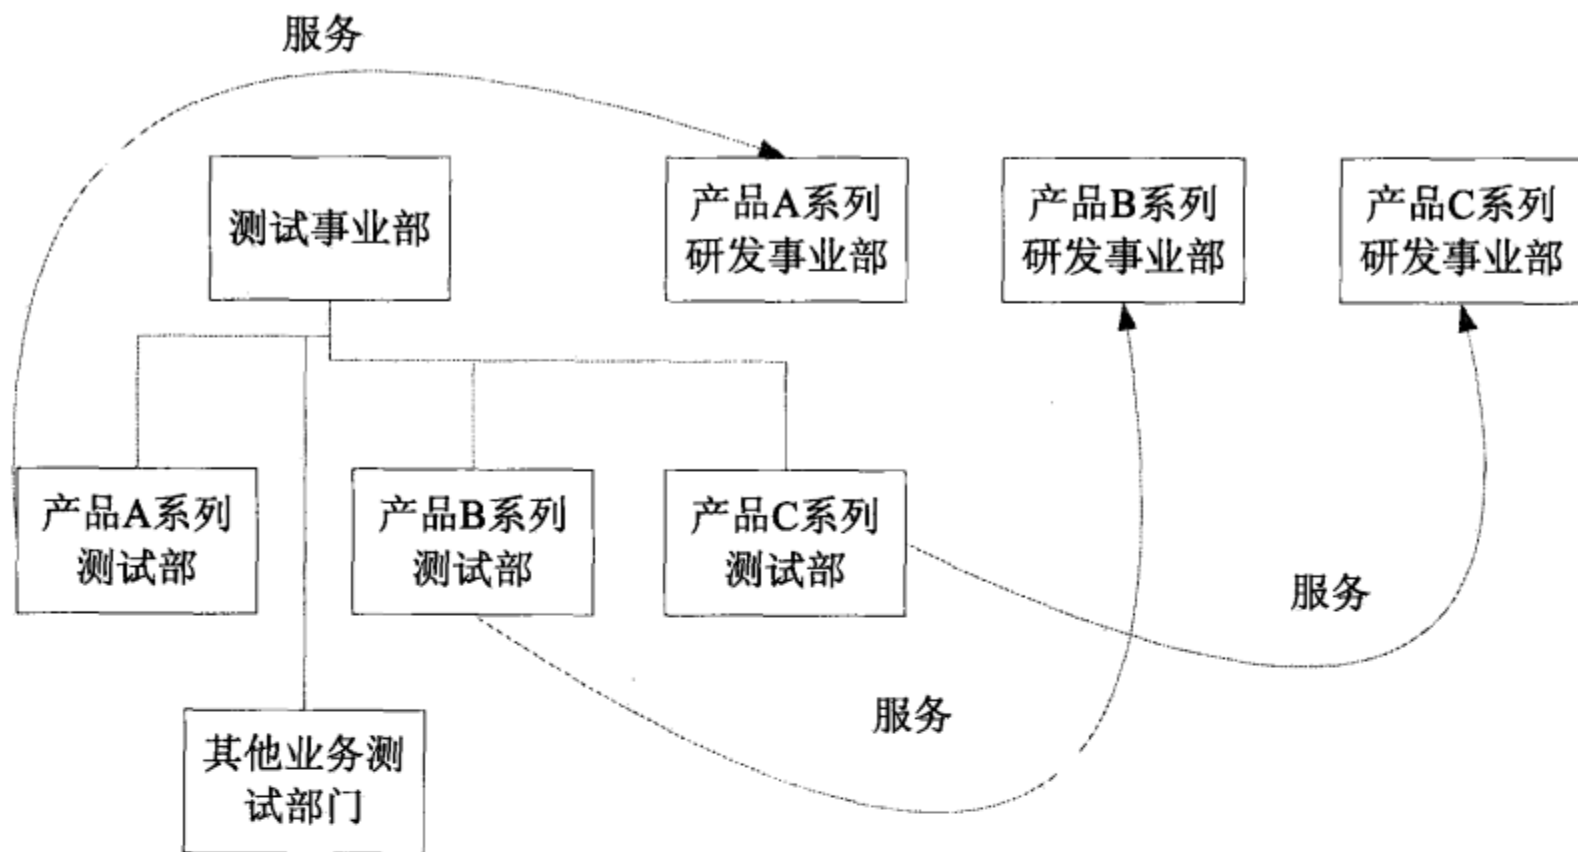 服务
测试事业部
产品A系列
研发事业部
产品B系列
研发事业部
产品C系列
研发事业部
产品A系列
测试部
产品B系列
测试部
产品C系列
测试部
服务
服务
其他业务测
试部门